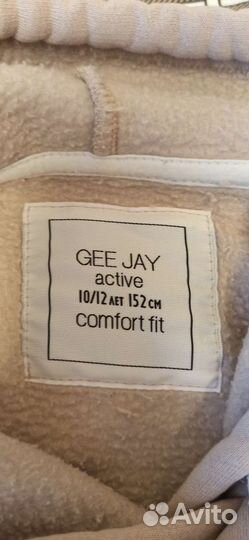 GEE JAY
active
10/12 ЛЕТ 152 СМ
comfort fit
Avito